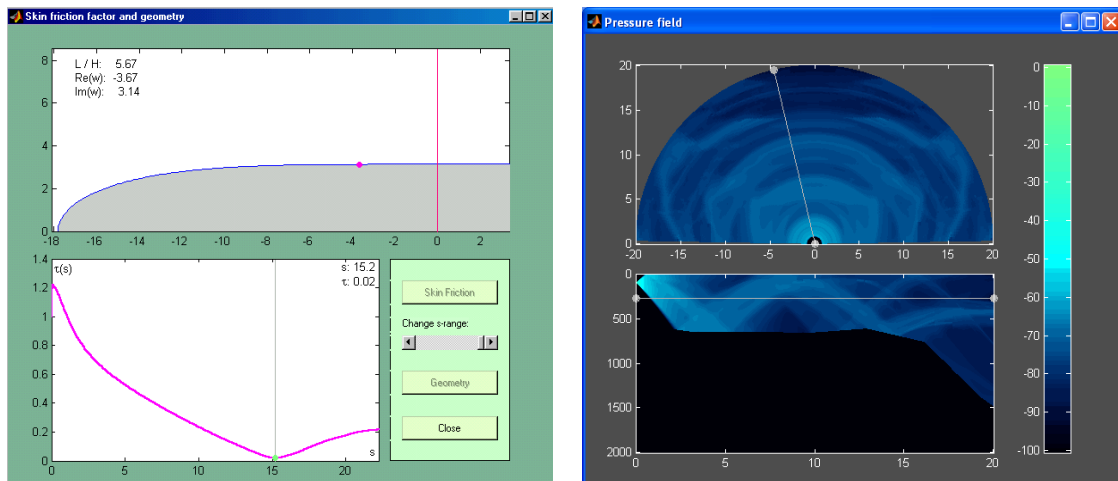 Skin friction factor and geometry
L / H: 5.67
Re(w): -3.67
Im(w): 3.14
8
6
4
2
0
-18 -16 -14 -12 -10 -8 -6 -4 -2 0 2
1.4
1.2
1
0.8
0.6
0.4
0.2
0
τ(s)
s: 15.2
τ: 0.02
0 5 10 15 20
s
Skin Friction
Change s-range:
Geometry
Close
Pressure field
20
15
10
5
0
-20 -15 -10 -5 0 5 10 15 20
0
500
1000
1500
2000
0 5 10 15 20
0
-10
-20
-30
-40
-50
-60
-70
-80
-90
-100